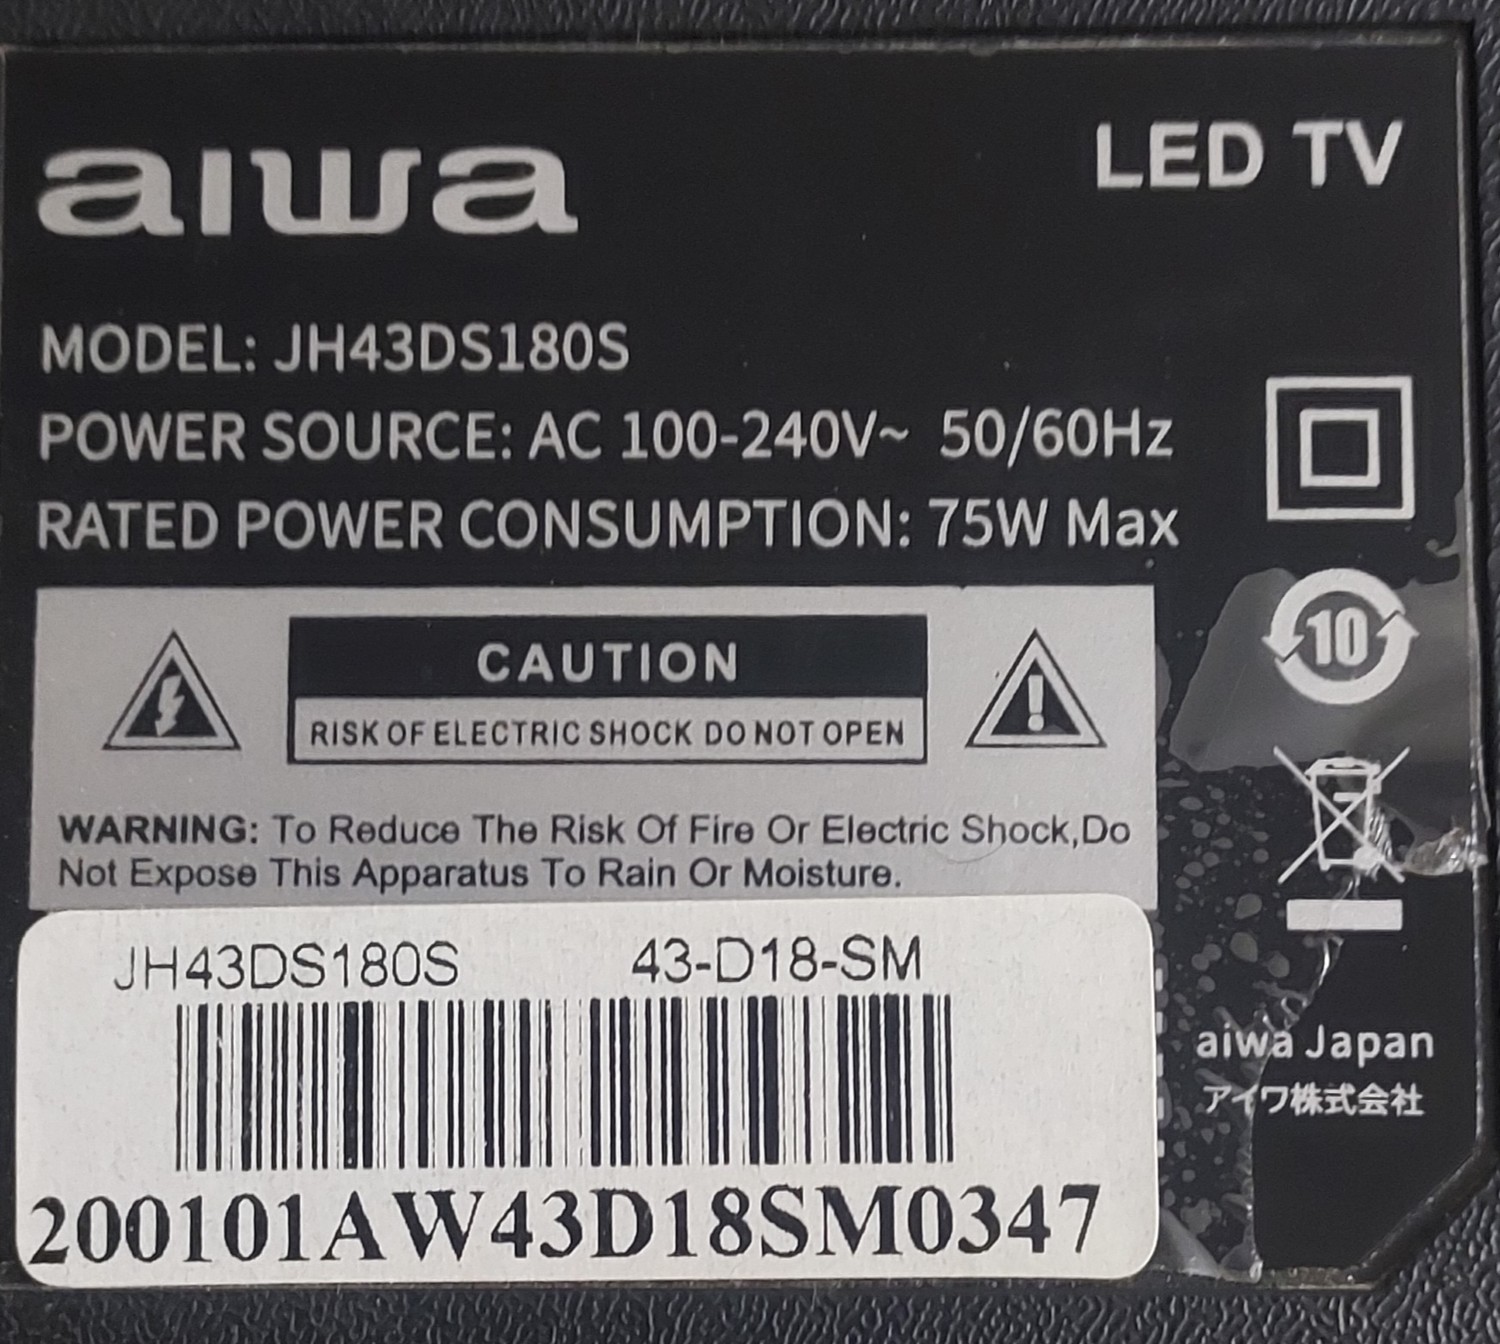 aiwa
LED TV
MODEL: JH43DS180S
POWER SOURCE: AC 100-240V~ 50/60Hz
RATED POWER CONSUMPTION: 75W Max
10
CAUTION
RISK OF ELECTRIC SHOCK DO NOT OPEN
WARNING: To Reduce The Risk Of Fire Or Electric Shock,Do
Not Expose This Apparatus To Rain Or Moisture.
JH43DS180S 43-D18-SM
200101AW43D18SM0347
aiwa Japan
アイワ株式会社